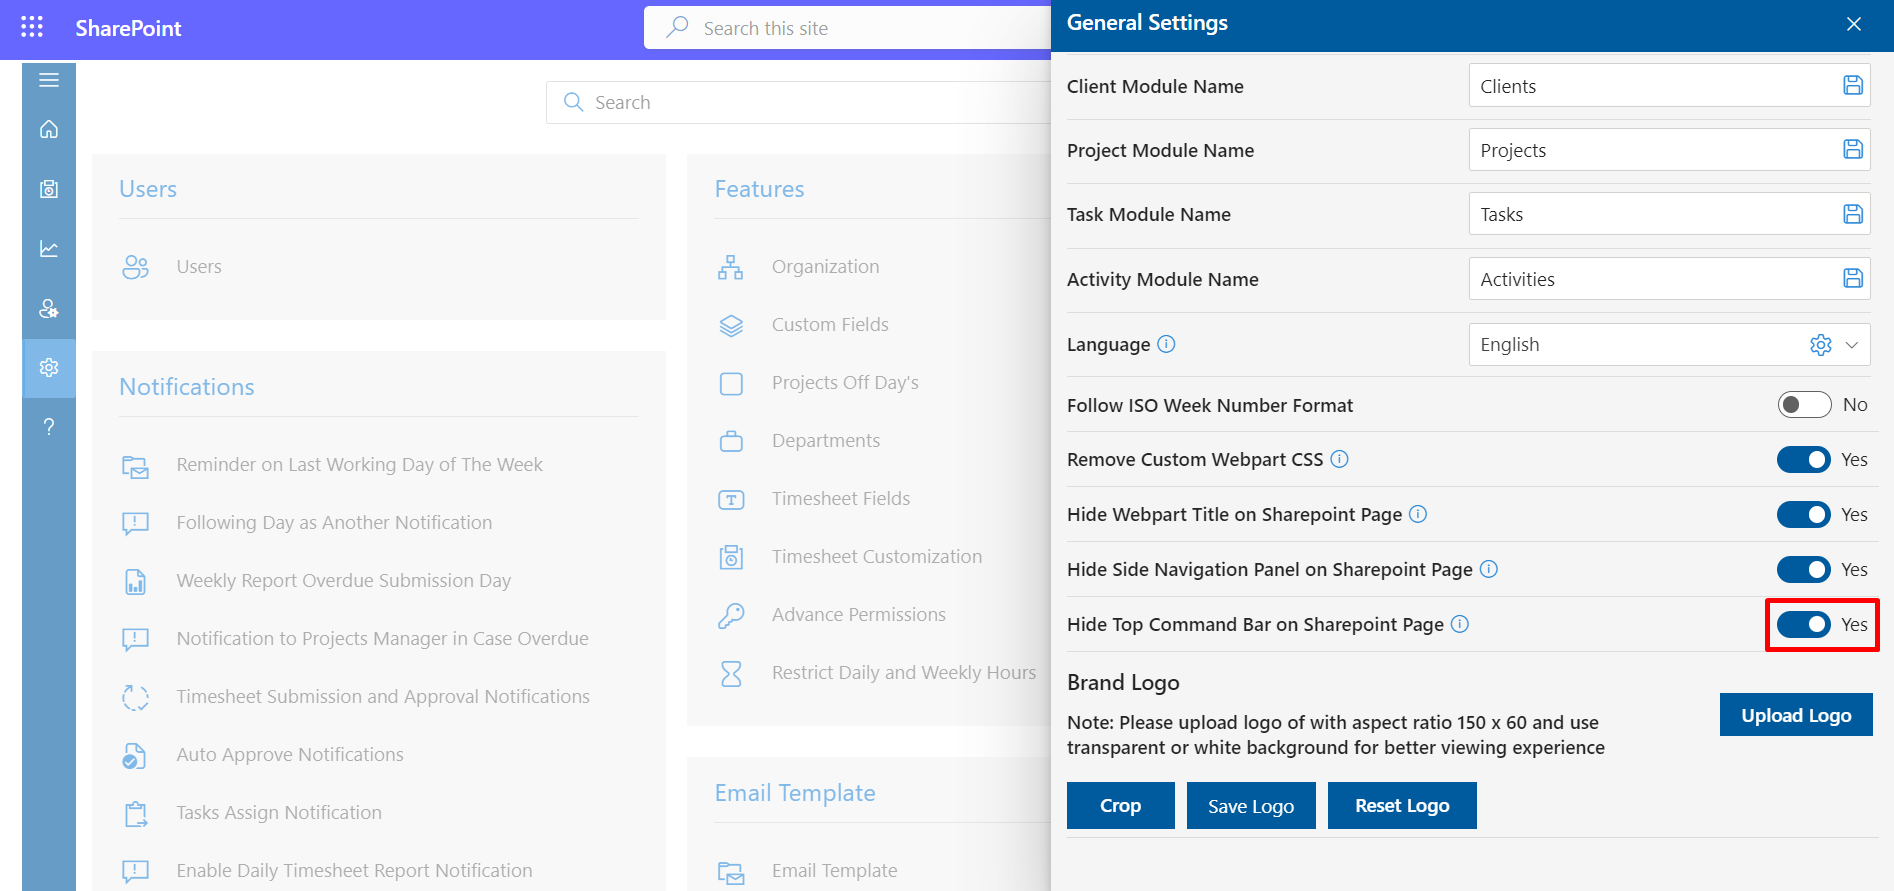 SharePoint
Search this site
Search
Users
Users
Notifications
Reminder on Last Working Day of The Week
Following Day as Another Notification
Weekly Report Overdue Submission Day
Notification to Projects Manager in Case Overdue
Timesheet Submission and Approval Notifications
Auto Approve Notifications
Tasks Assign Notification
Enable Daily Timesheet Report Notification
Features
Organization
Custom Fields
Projects Off Day's
Departments
Timesheet Fields
Timesheet Customization
Advance Permissions
Restrict Daily and Weekly Hours
Email Template
Email Template
General Settings
Client Module Name Clients
Project Module Name Projects
Task Module Name Tasks
Activity Module Name Activities
Language English
Follow ISO Week Number Format No
Remove Custom Webpart CSS Yes
Hide Webpart Title on Sharepoint Page Yes
Hide Side Navigation Panel on Sharepoint Page Yes
Hide Top Command Bar on Sharepoint Page Yes
Brand Logo
Note: Please upload logo of with aspect ratio 150 x 60 and use
transparent or white background for better viewing experience
Upload Logo
Crop Save Logo Reset Logo